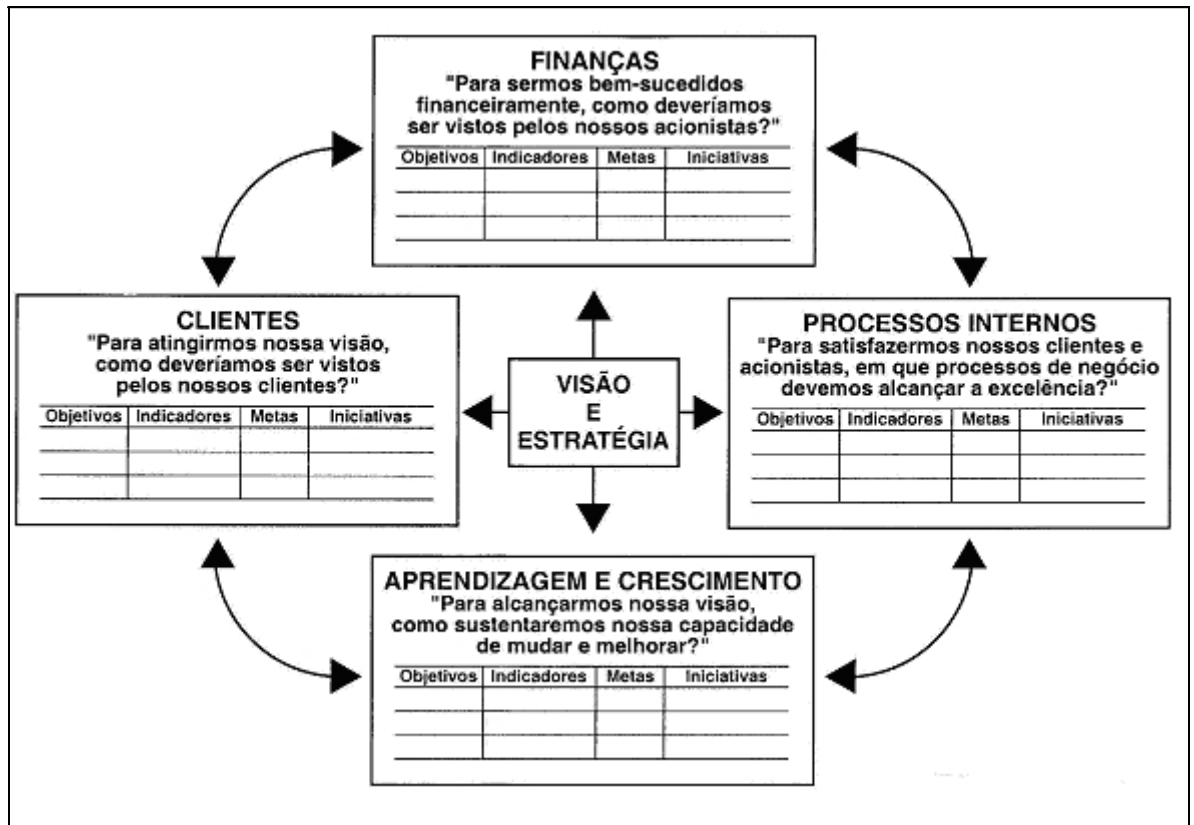 FINANÇAS
"Para sermos bem-sucedidos
financeiramente, como deveríamos
ser vistos pelos nossos acionistas?"
Objetivos Indicadores Metas Iniciativas
CLIENTES
"Para atingirmos nossa visão,
como deveríamos ser vistos
pelos nossos clientes?"
Objetivos Indicadores Metas Iniciativas
VISÃO
E
ESTRATÉGIA
PROCESSOS INTERNOS
"Para satisfazermos nossos clientes e
acionistas, em que processos de negócio
devemos alcançar a excelência?"
Objetivos Indicadores Metas Iniciativas
APRENDIZAGEM E CRESCIMENTO
"Para alcançarmos nossa visão,
como sustentaremos nossa capacidade
de mudar e melhorar?"
Objetivos Indicadores Metas Iniciativas